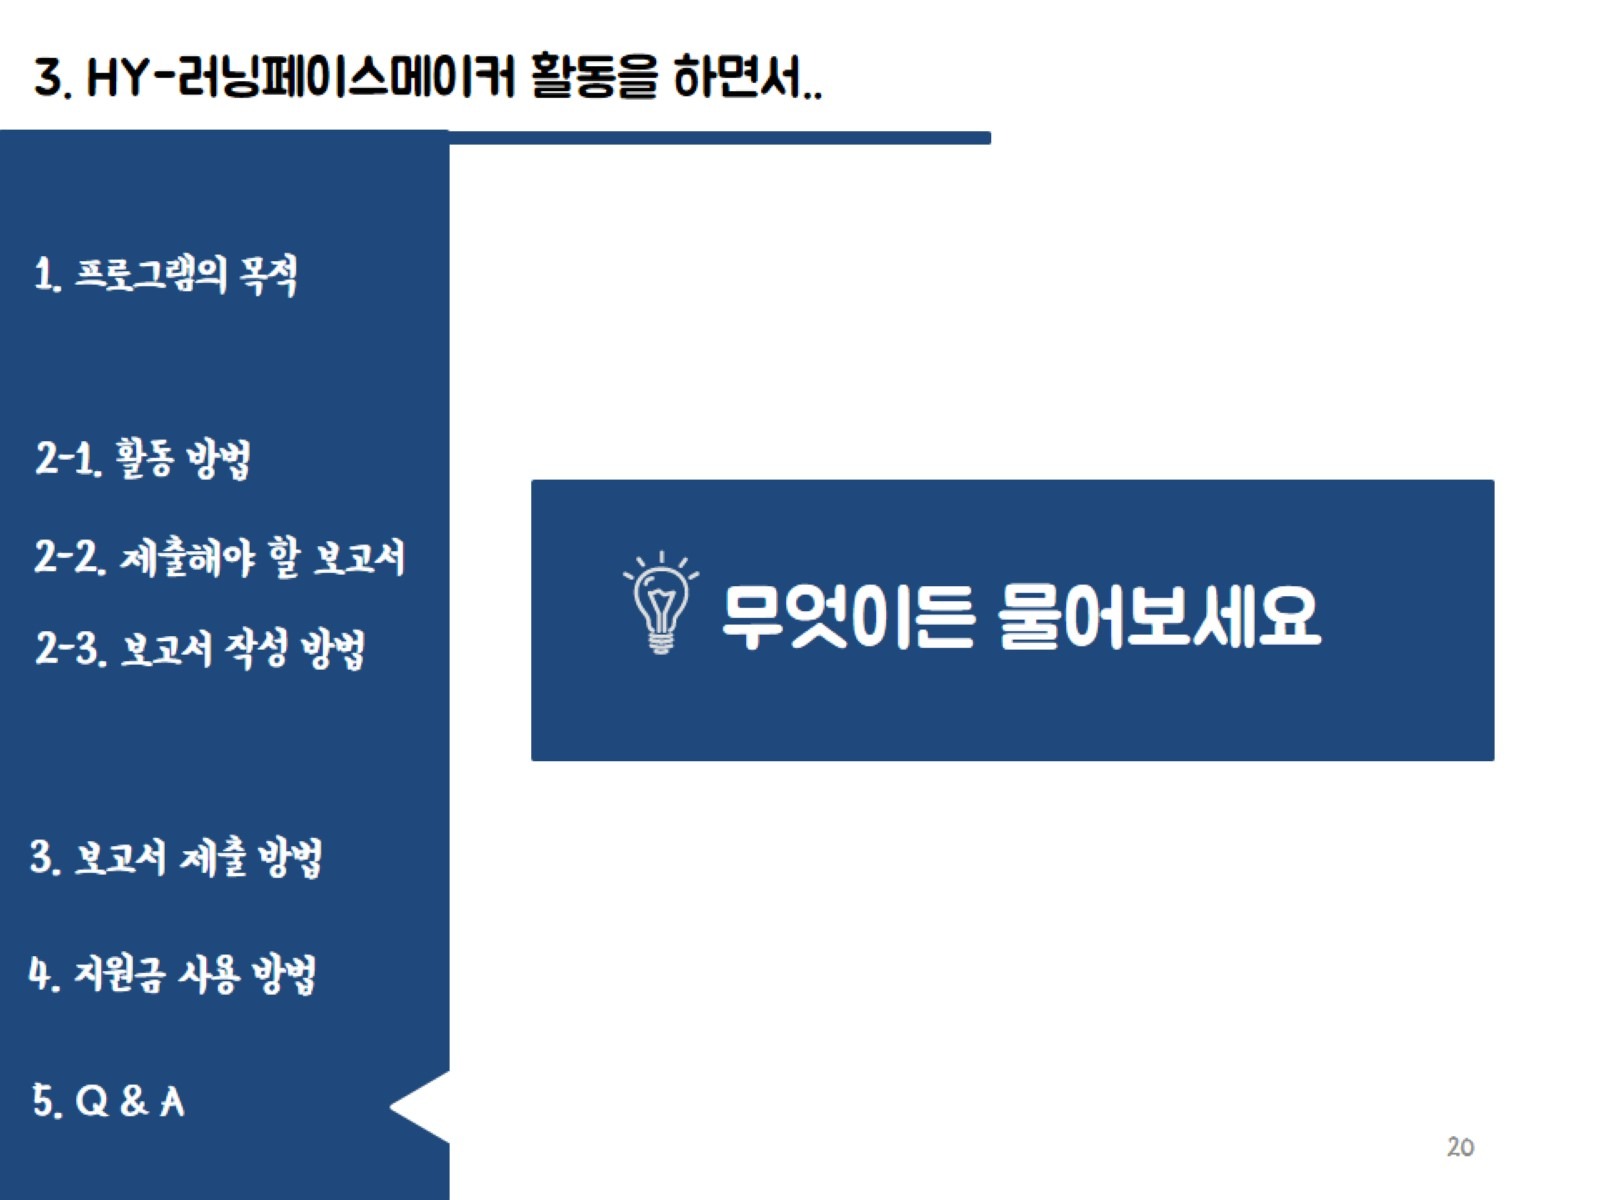 3. HY-러닝페이스메이커 활동을 하면서..
1. 프로그램의 목적
2-1. 활동 방법
2-2. 제출해야 할 보고서
2-3. 보고서 작성 방법
3. 보고서 제출 방법
4. 지원금 사용 방법
5. Q & A
무엇이든 물어보세요
20